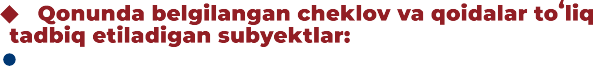 ◆ Qonunda belgilangan cheklov va qoidalar toʻliq
tadbiq etiladigan subyektlar:
●